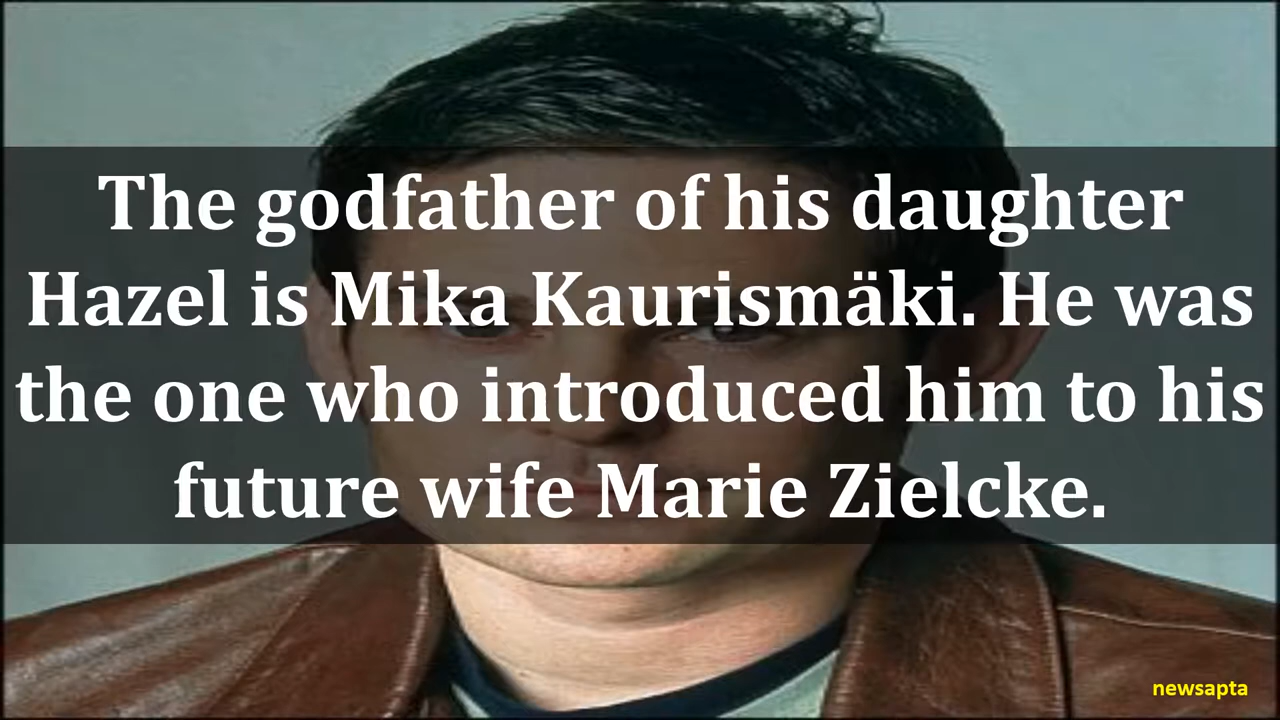 The godfather of his daughter
Hazel is Mika Kaurismäki. He was
the one who introduced him to his
future wife Marie Zielcke.
newsapta